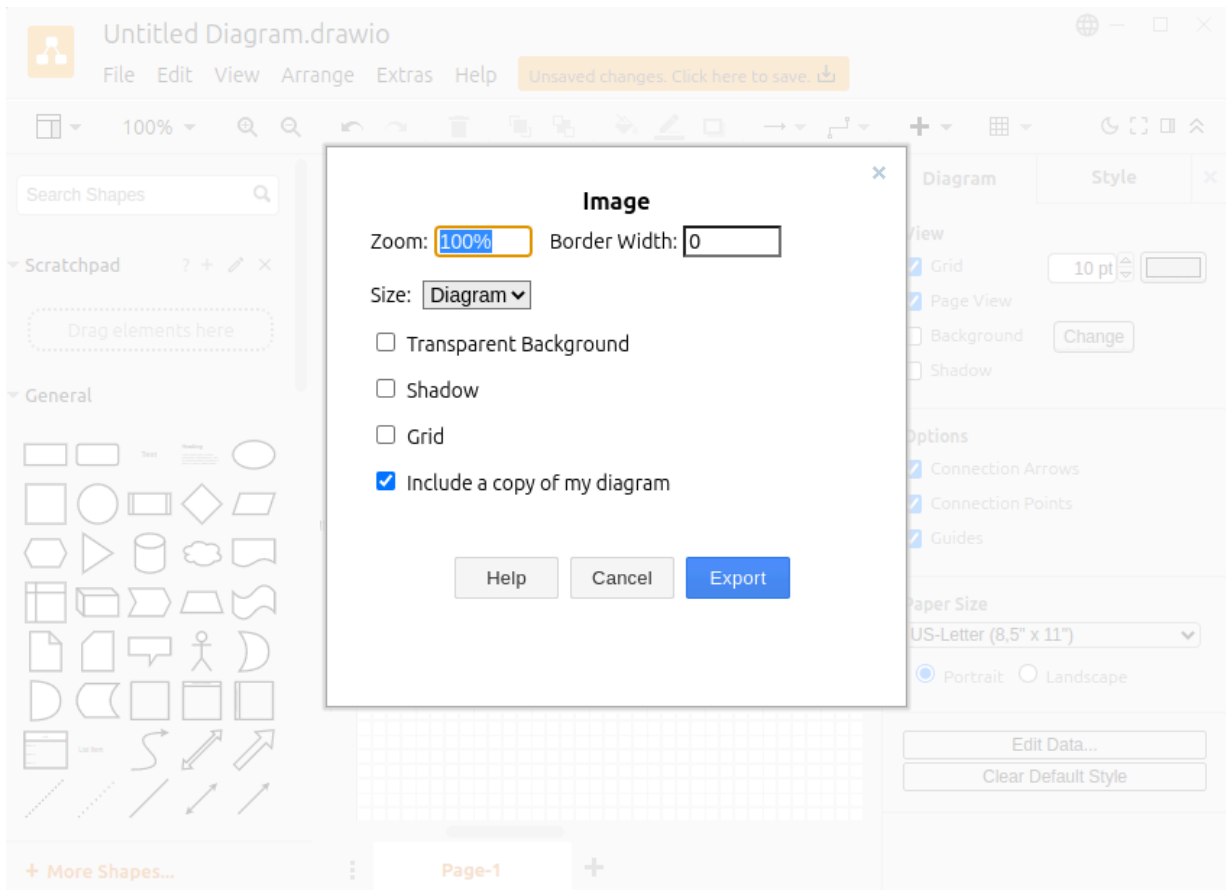 Untitled Diagram.drawio
File Edit View Arrange Extras Help Unsaved changes. Click here to save.
100%
Search Shapes
Scratchpad ? +
Drag elements here
General
Text Heading
List Item
+ More Shapes...
Image
Zoom: 100% Border Width: 0
Size: Diagram
Transparent Background
Shadow
Grid
Include a copy of my diagram
Help Cancel Export
Page-1
Diagram Style
View
Grid 10 pt
Page View
Background Change
Shadow
Options
Connection Arrows
Connection Points
Guides
Paper Size
US-Letter (8,5" x 11")
Portrait Landscape
Edit Data...
Clear Default Style